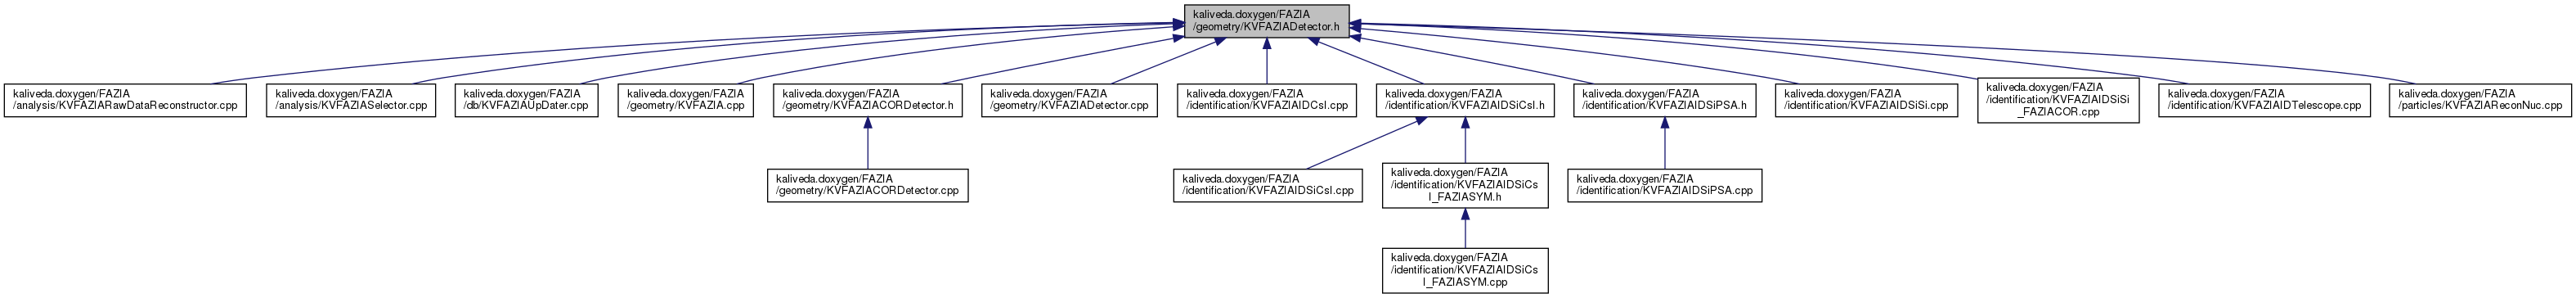 kaliveda.doxygen/FAZIA
/geometry/KVFAZIADetector.h
kaliveda.doxygen/FAZIA
/analysis/KVFAZIARawDataReconstructor.cpp
kaliveda.doxygen/FAZIA
/analysis/KVFAZIASelector.cpp
kaliveda.doxygen/FAZIA
/db/KVFAZIAUpDater.cpp
kaliveda.doxygen/FAZIA
/geometry/KVFAZIA.cpp
kaliveda.doxygen/FAZIA
/geometry/KVFAZIACORDetector.h
kaliveda.doxygen/FAZIA
/geometry/KVFAZIADetector.cpp
kaliveda.doxygen/FAZIA
/identification/KVFAZIAIDCsI.cpp
kaliveda.doxygen/FAZIA
/identification/KVFAZIAIDSiCsI.h
kaliveda.doxygen/FAZIA
/identification/KVFAZIAIDSiPSA.h
kaliveda.doxygen/FAZIA
/identification/KVFAZIAIDSiSi.cpp
kaliveda.doxygen/FAZIA
/identification/KVFAZIAIDSiSi
_FAZIACOR.cpp
kaliveda.doxygen/FAZIA
/identification/KVFAZIAIDTelescope.cpp
kaliveda.doxygen/FAZIA
/particles/KVFAZIAReconNuc.cpp
kaliveda.doxygen/FAZIA
/geometry/KVFAZIACORDetector.cpp
kaliveda.doxygen/FAZIA
/identification/KVFAZIAIDSiCsI.cpp
kaliveda.doxygen/FAZIA
/identification/KVFAZIAIDSiCs
I_FAZIASYM.h
kaliveda.doxygen/FAZIA
/identification/KVFAZIAIDSiPSA.cpp
kaliveda.doxygen/FAZIA
/identification/KVFAZIAIDSiCs
I_FAZIASYM.cpp